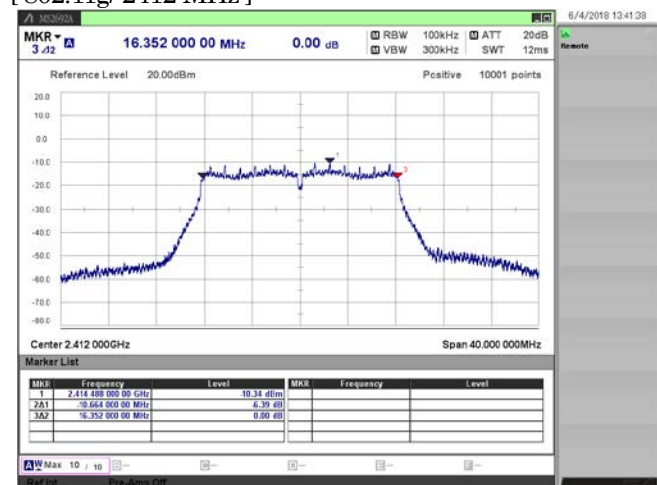 [ 802.11g/ 2412 MHz ]
MS2692A
6/4/2018 13:41:38
MKR
3 Δ2
16.352 000 00 MHz
0.00 dB
RBW 100kHz
ATT 20dB
VBW 300kHz
SWT 12ms
Remote
Reference Level 20.00dBm
Positive 10001 points
20.0
10.0
0.0
-10.0
-20.0
-30.0
-40.0
-50.0
-60.0
-70.0
-80.0
1
3
Center 2.412 000GHz
Span 40.000 000MHz
Marker List
MKR Frequency Level MKR Frequency Level
1 2.414 488 000 00 GHz -10.34 dBm
2Δ1 -10.664 000 00 MHz -6.39 dB
3Δ2 16.352 000 00 MHz 0.00 dB
Max 10 / 10
Ref.Int Pre-Amp Off